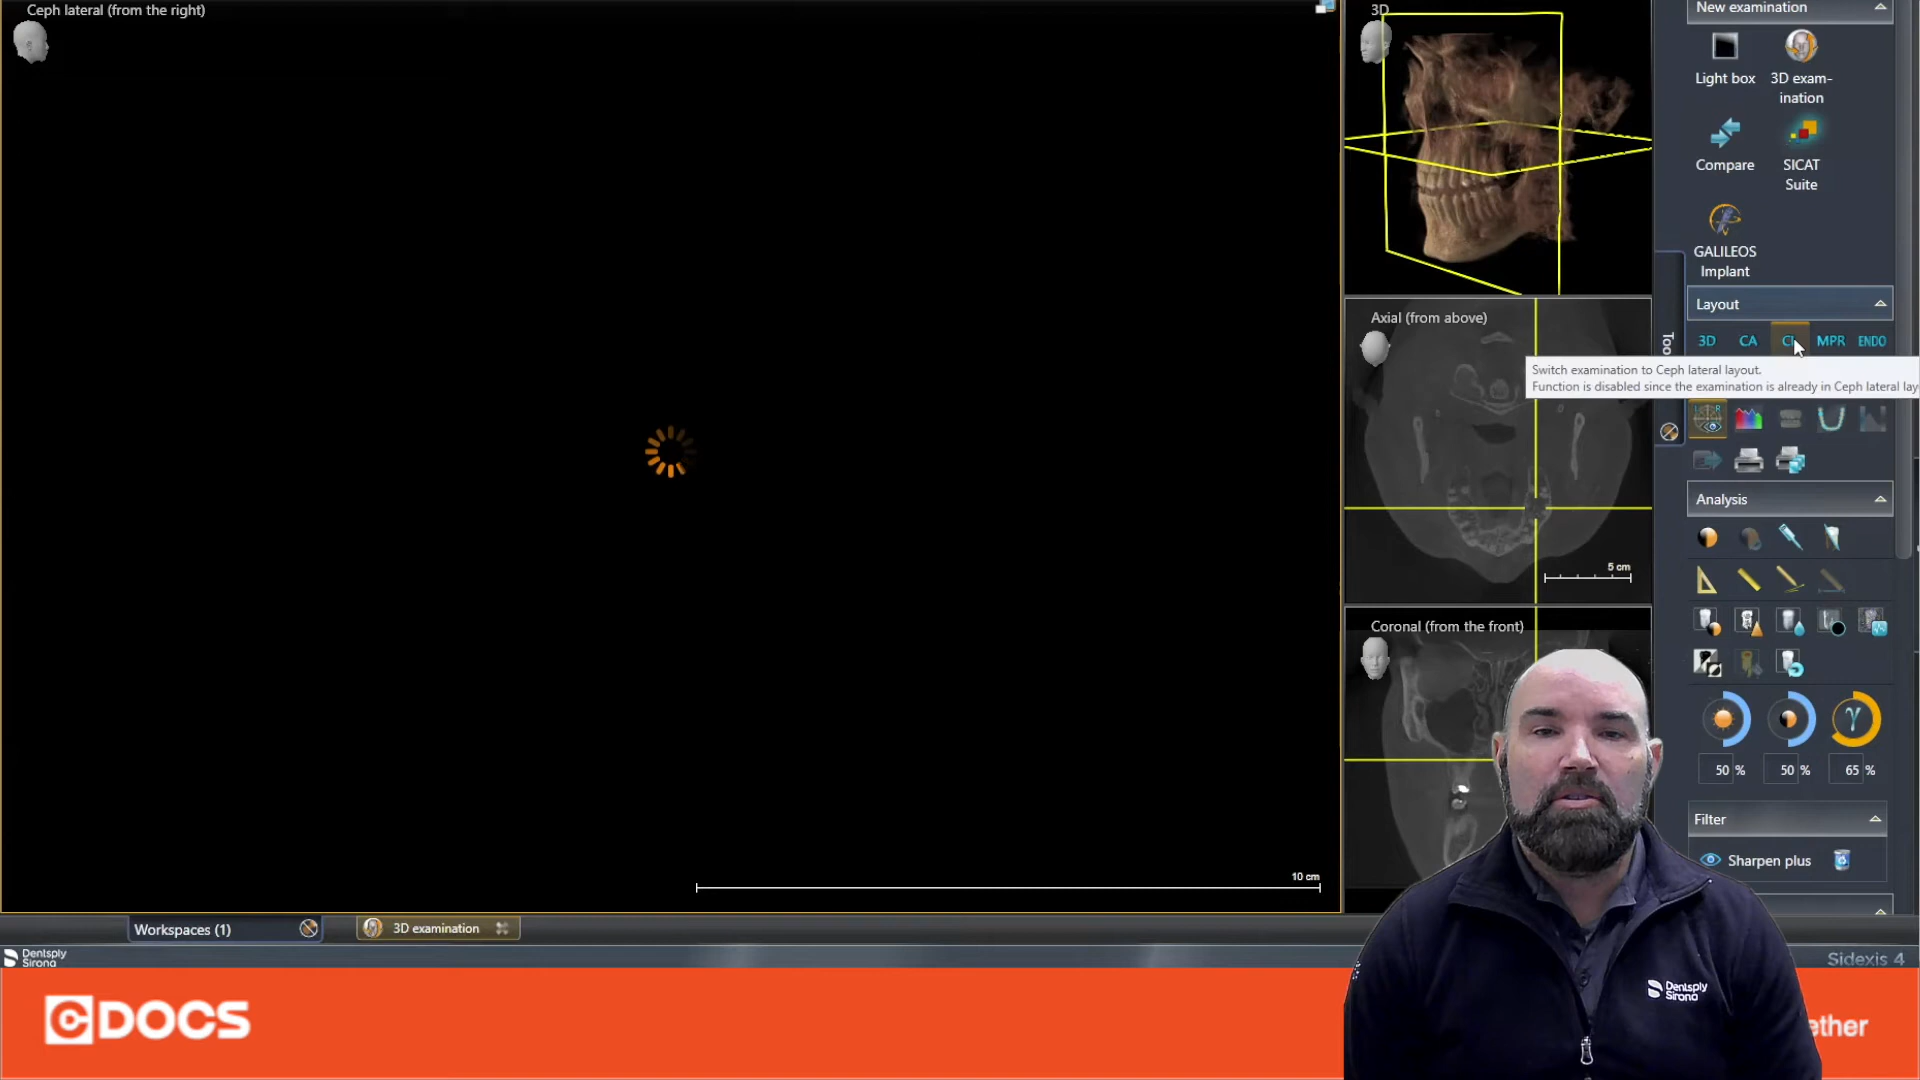 Ceph lateral (from the right)
3D
New examination
Light box
3D exam-
ination
Compare
SICAT
Suite
GALILEOS
Implant
Layout
3D
CA
MPR
ENDO
Switch examination to Ceph lateral layout.
Function is disabled since the examination is already in Ceph lateral lay
Axial (from above)
5 cm
Analysis
Coronal (from the front)
50 %
50 %
65 %
Filter
Sharpen plus
10 cm
Workspaces (1)
3D examination
Dentsply
Sirona
Sidexis 4
CDOCS
Dentsply
Sirona
ether